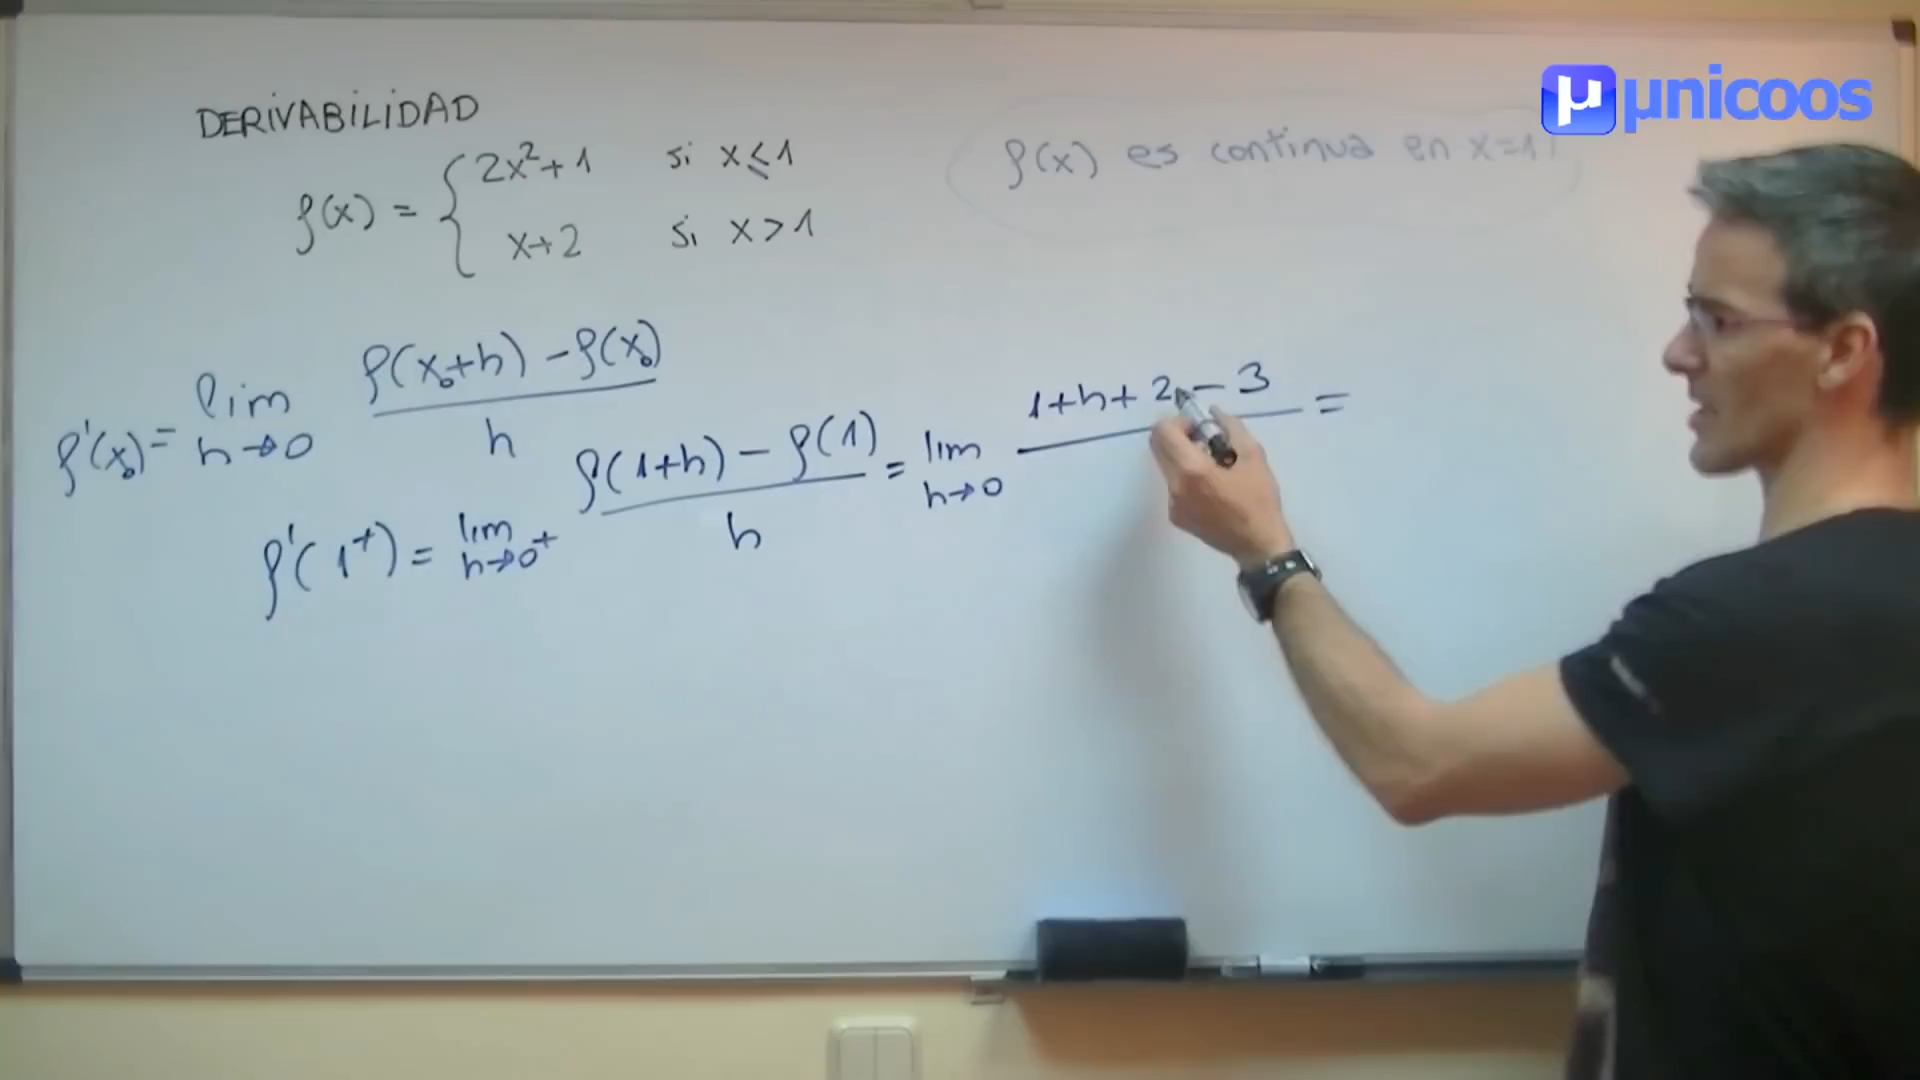 µnicoos
DERIVABILIDAD
f(x) = { 2x²+1 si x≤1
x+2 si x>1
f(x) es continua en x=1
f'(x₀) = lim h→0 f(x₀+h) - f(x₀) / h
f'(1⁺) = lim h→0⁺ f(1+h) - f(1) / h = lim h→0 1+h+2-3 =